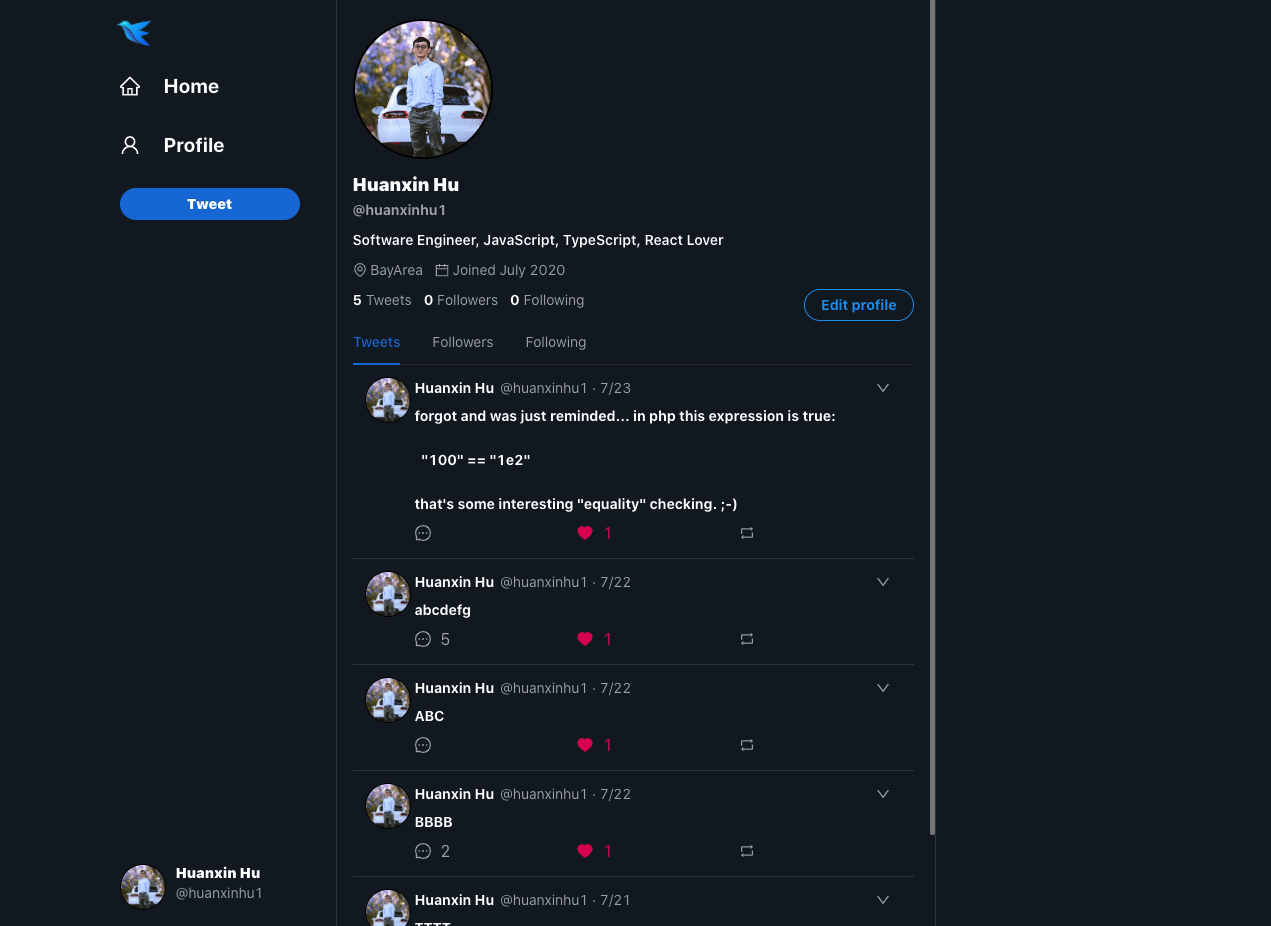 Home
Profile
Tweet
Huanxin Hu
@huanxinhu1
Software Engineer, JavaScript, TypeScript, React Lover
BayArea Joined July 2020
5 Tweets 0 Followers 0 Following
Edit profile
Tweets Followers Following
Huanxin Hu @huanxinhu1 · 7/23
forgot and was just reminded... in php this expression is true:
"100" == "1e2"
that's some interesting "equality" checking. ;-)
1
Huanxin Hu @huanxinhu1 · 7/22
abcdefg
5 1
Huanxin Hu @huanxinhu1 · 7/22
ABC
1
Huanxin Hu @huanxinhu1 · 7/22
BBBB
2 1
Huanxin Hu @huanxinhu1 · 7/21
TTTT
Huanxin Hu
@huanxinhu1